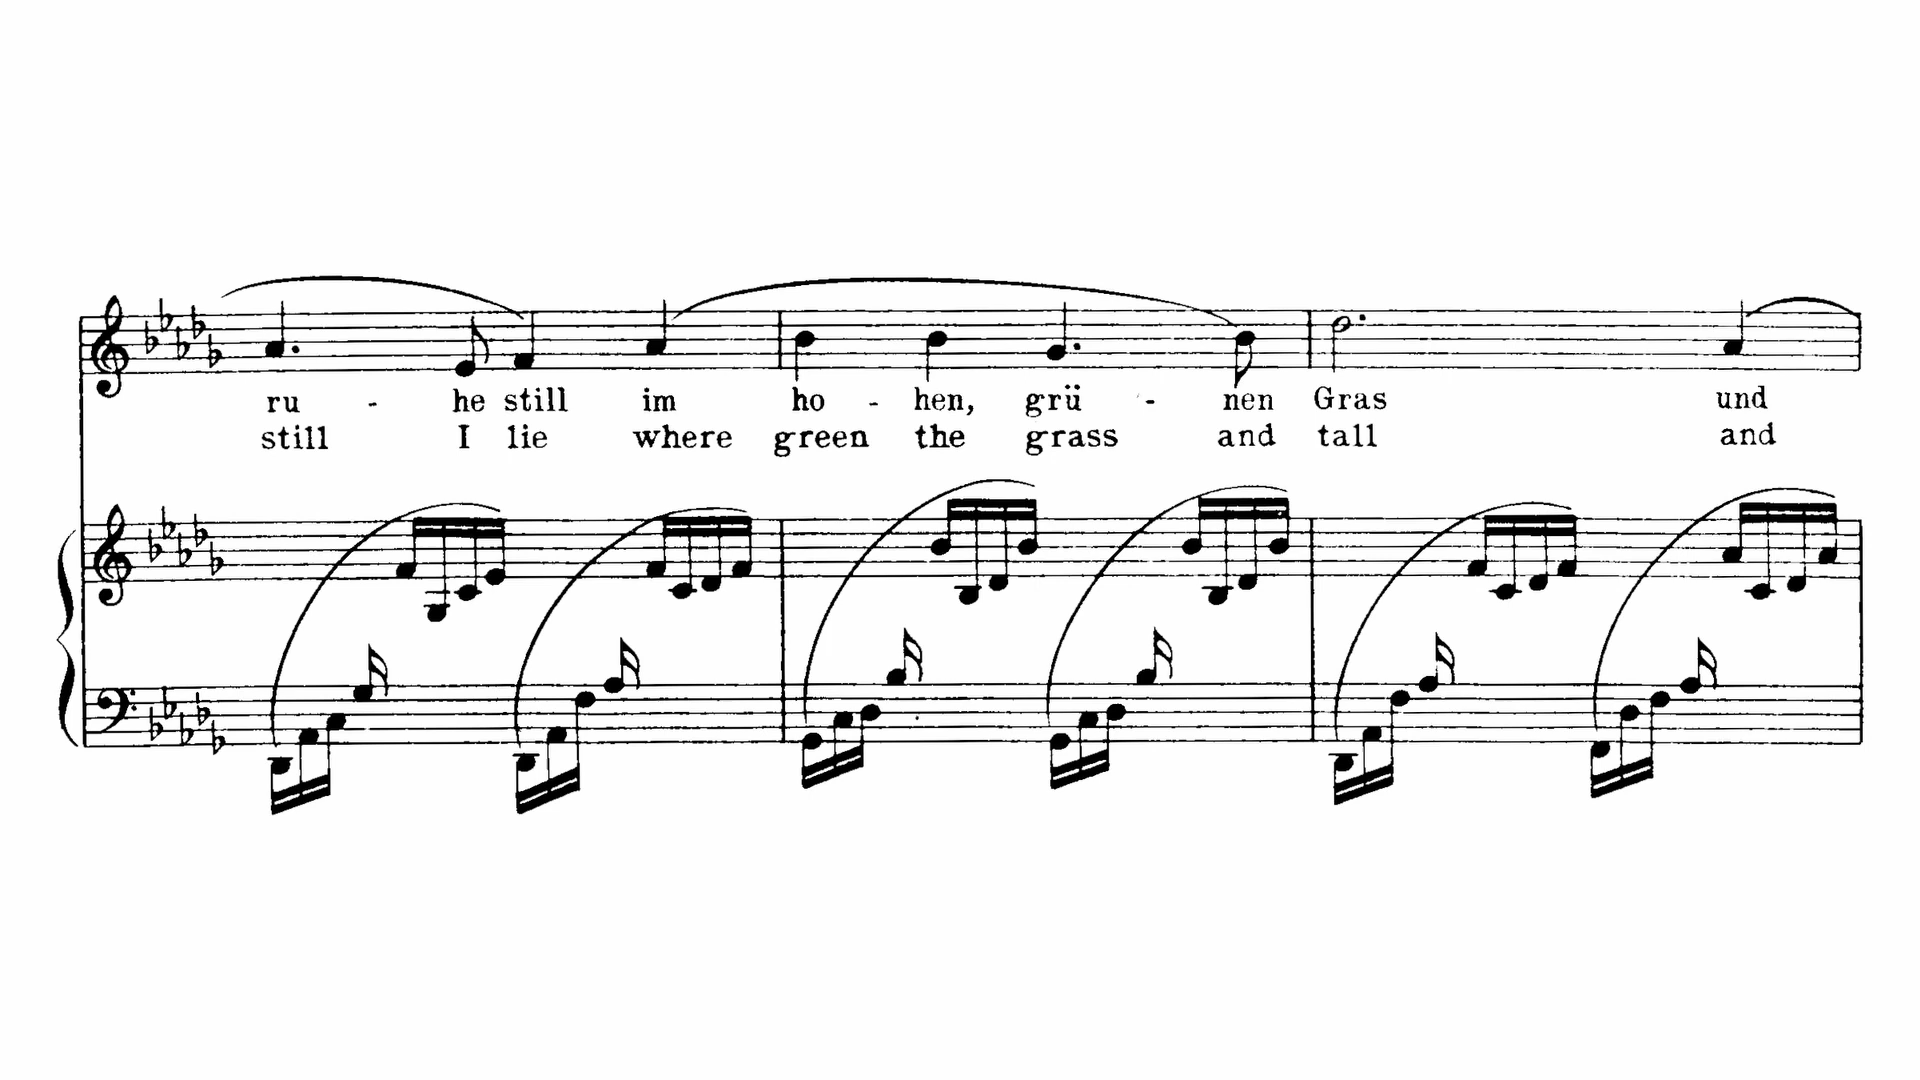 ru - he still im ho - hen, grü - nen Gras und
still I lie where green the grass and tall and